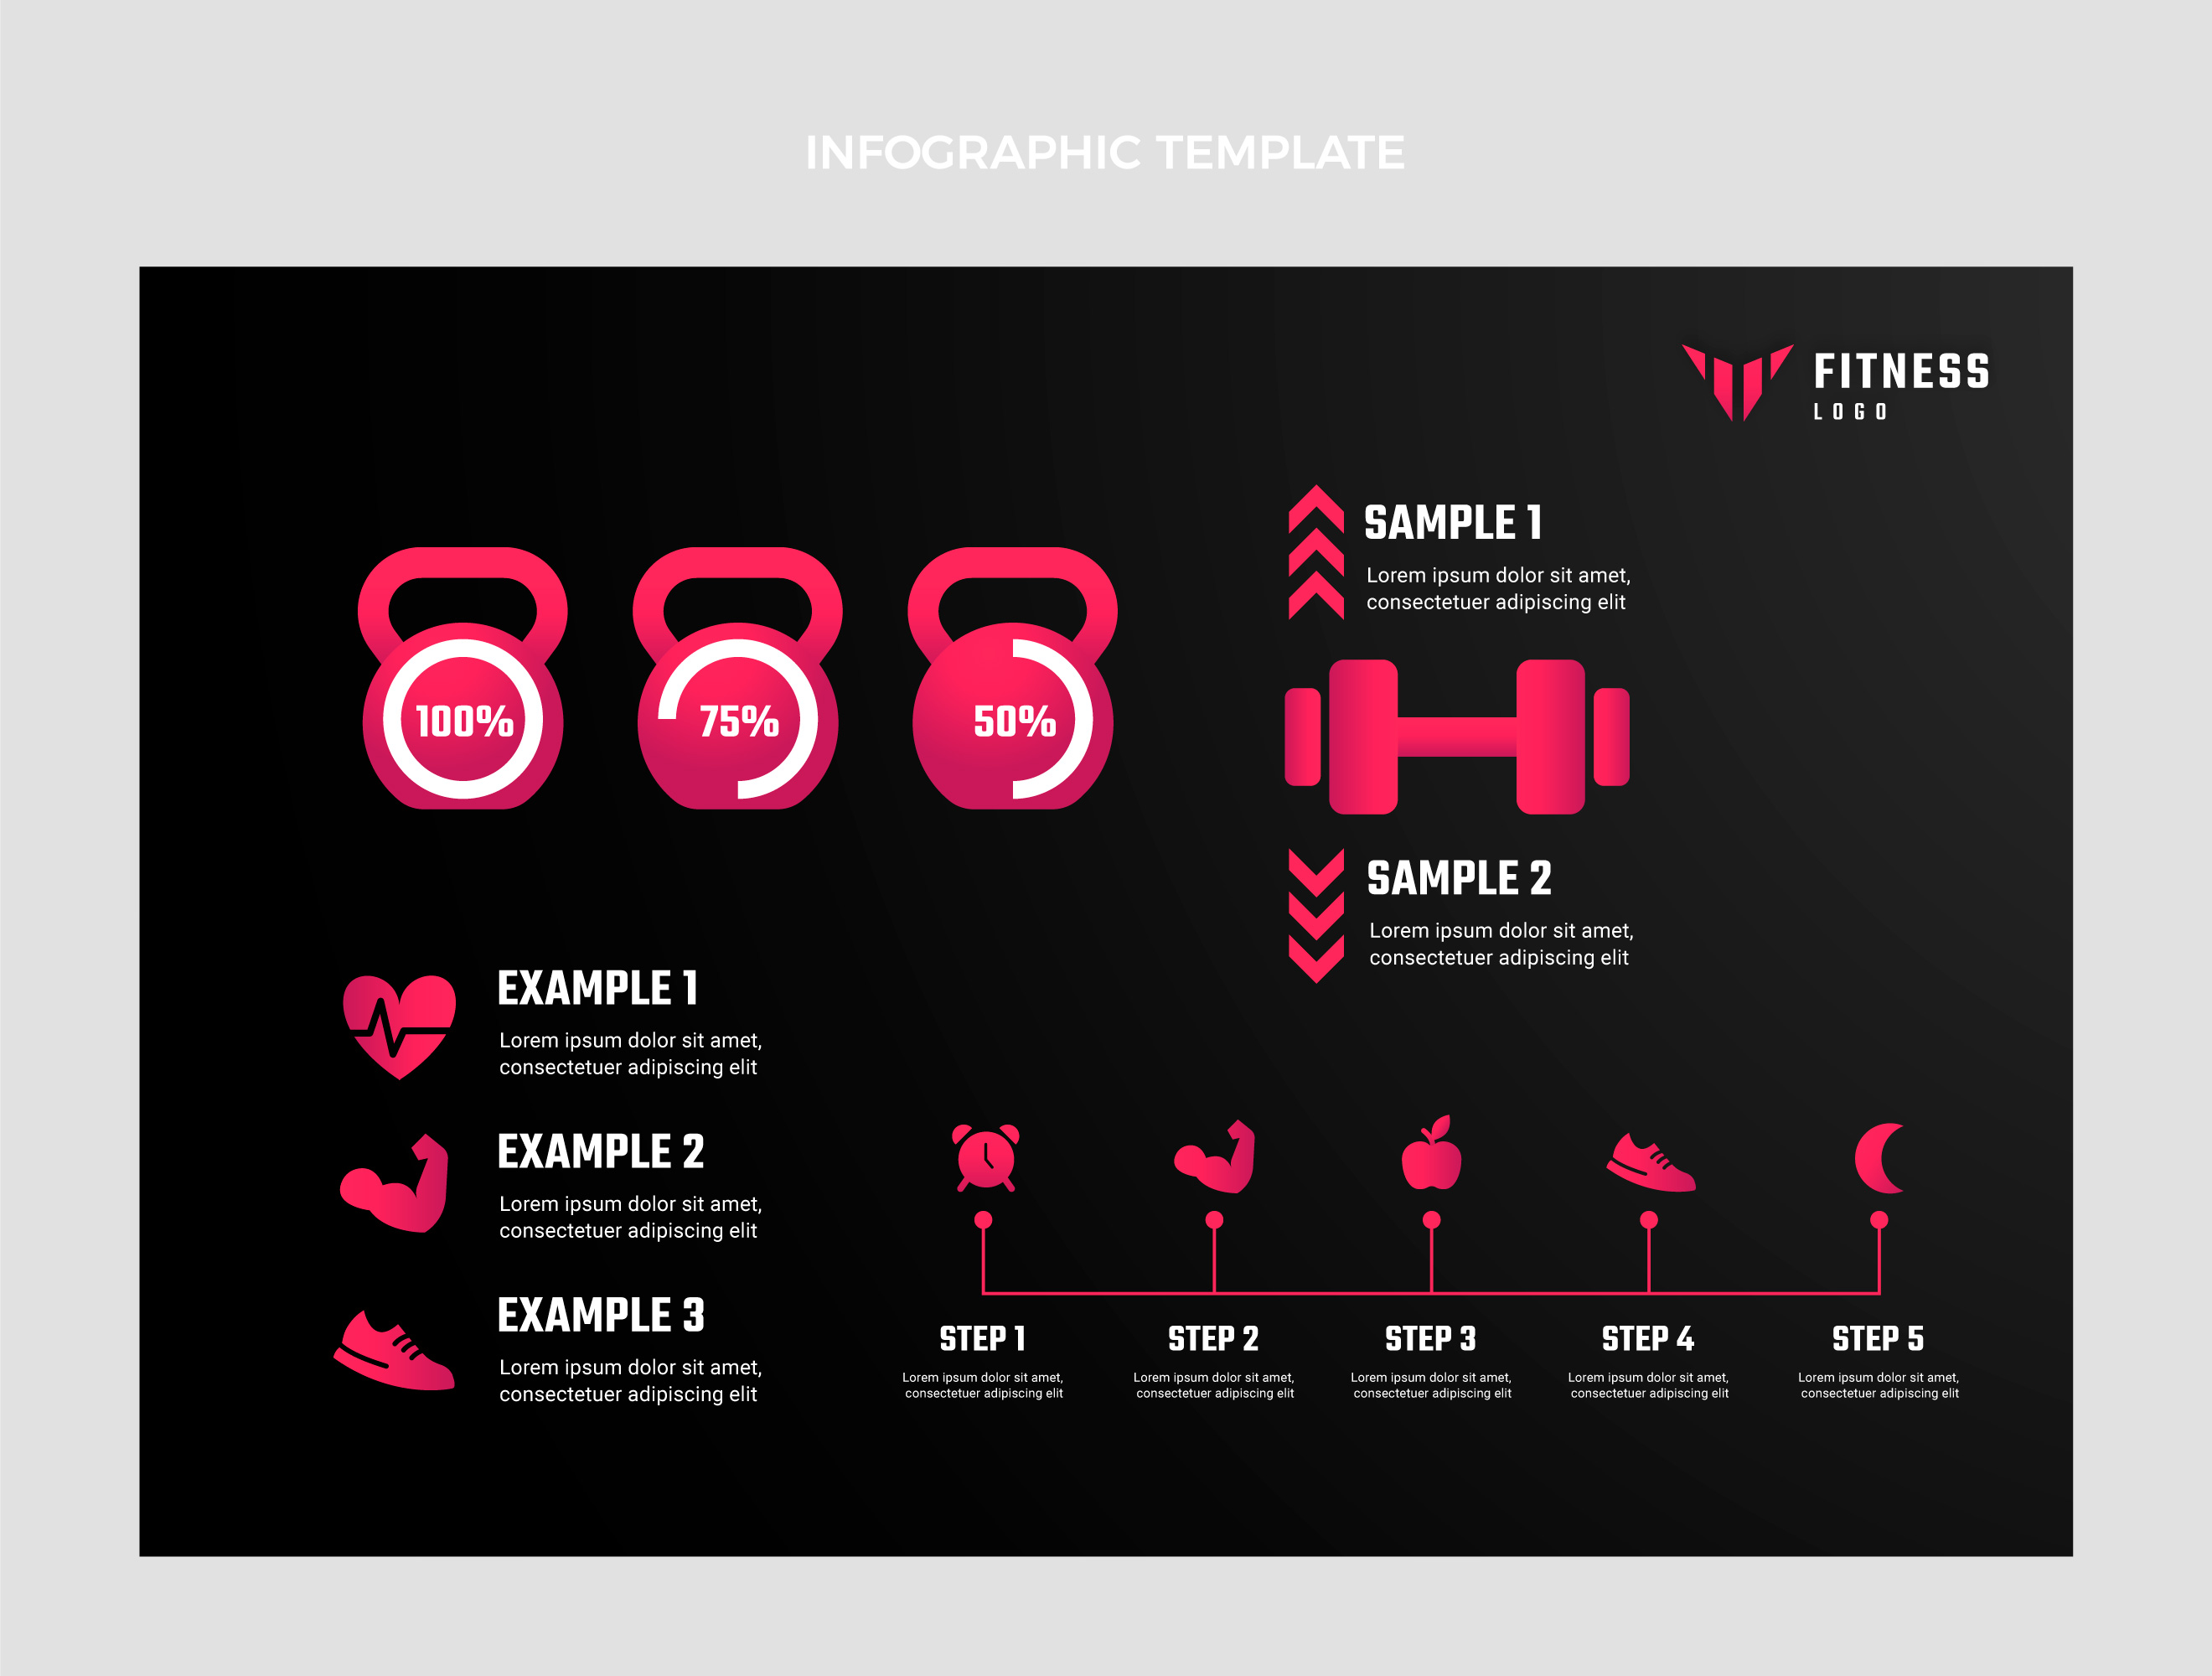 INFOGRAPHIC TEMPLATE
FITNESS
LOGO
100%
75%
50%
SAMPLE 1
Lorem ipsum dolor sit amet,
consectetuer adipiscing elit
SAMPLE 2
Lorem ipsum dolor sit amet,
consectetuer adipiscing elit
EXAMPLE 1
Lorem ipsum dolor sit amet,
consectetuer adipiscing elit
EXAMPLE 2
Lorem ipsum dolor sit amet,
consectetuer adipiscing elit
EXAMPLE 3
Lorem ipsum dolor sit amet,
consectetuer adipiscing elit
STEP 1
Lorem ipsum dolor sit amet,
consectetuer adipiscing elit
STEP 2
Lorem ipsum dolor sit amet,
consectetuer adipiscing elit
STEP 3
Lorem ipsum dolor sit amet,
consectetuer adipiscing elit
STEP 4
Lorem ipsum dolor sit amet,
consectetuer adipiscing elit
STEP 5
Lorem ipsum dolor sit amet,
consectetuer adipiscing elit